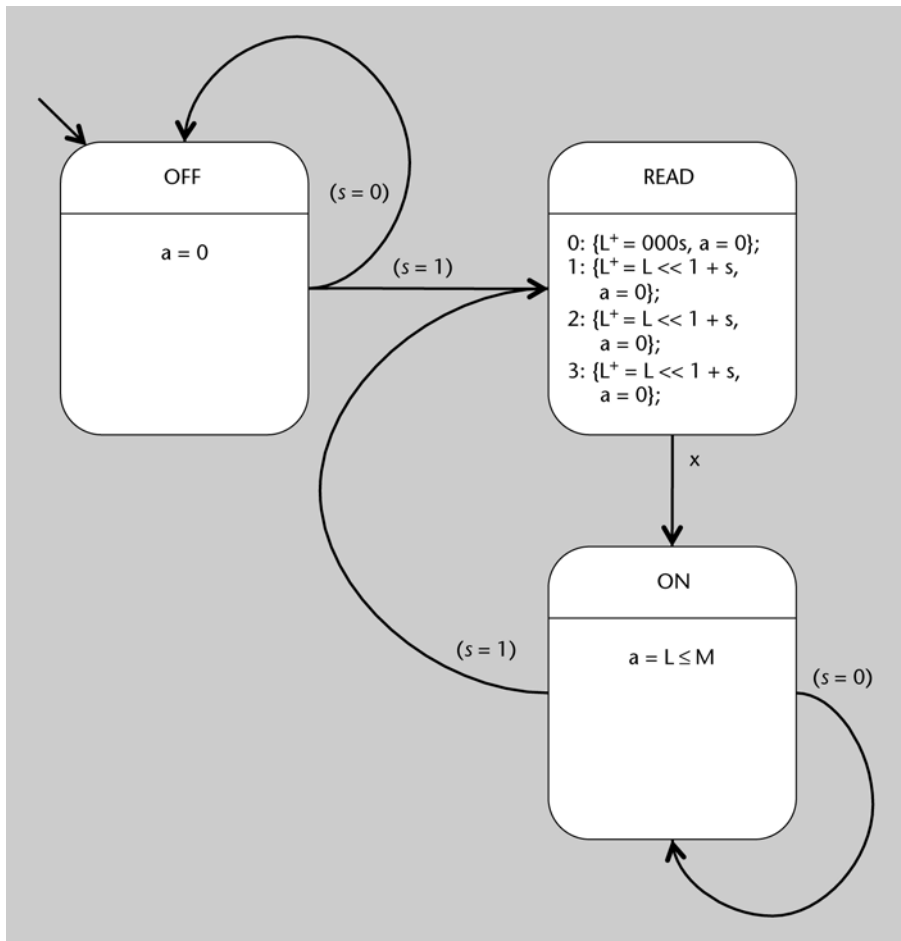 (s = 0)
OFF
a = 0
(s = 1)
READ
0: {L⁺ = 000s, a = 0};
1: {L⁺ = L << 1 + s,
a = 0};
2: {L⁺ = L << 1 + s,
a = 0};
3: {L⁺ = L << 1 + s,
a = 0};
x
ON
a = L ≤ M
(s = 1)
(s = 0)